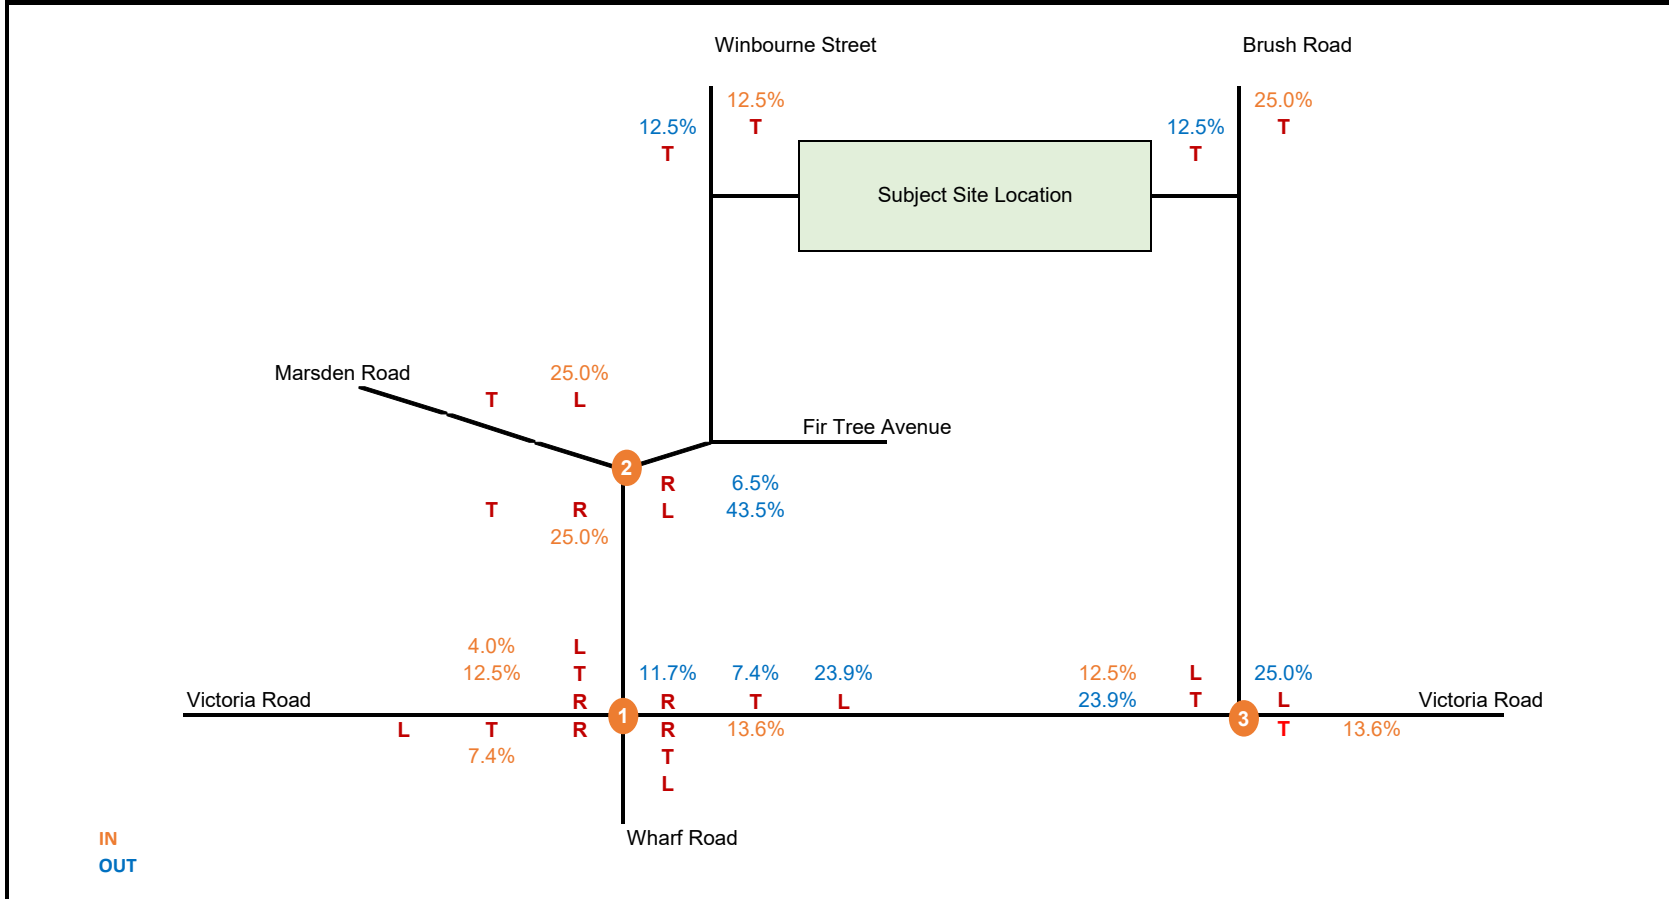 Winbourne Street Brush Road
12.5% 25.0%
12.5% T 12.5% T
T T
Subject Site Location
Marsden Road 25.0%
T L
Fir Tree Avenue
2
R 6.5%
T R L 43.5%
25.0%
4.0% L
12.5% T 11.7% 7.4% 23.9% 12.5% L 25.0%
Victoria Road R R T L 23.9% T L Victoria Road
1 3
L T R R 13.6% T 13.6%
7.4% T
L
IN Wharf Road
OUT